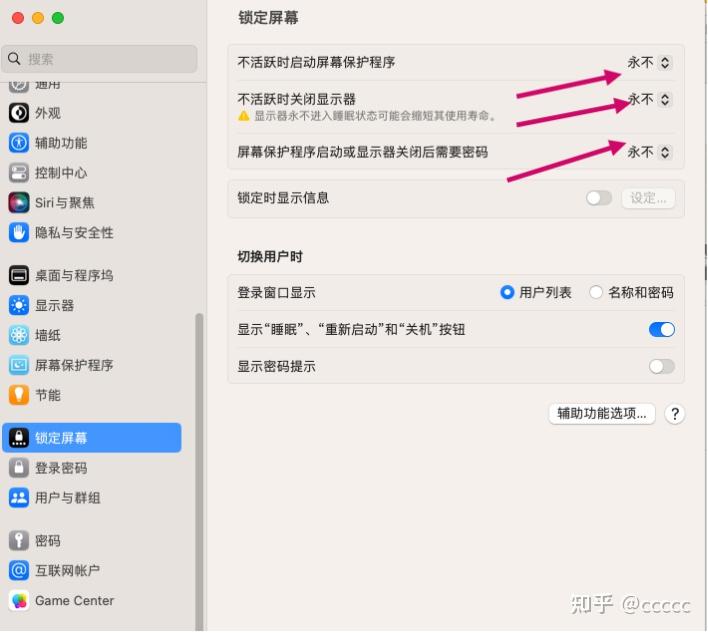 锁定屏幕
搜索
通用
外观
辅助功能
控制中心
Siri与聚焦
隐私与安全性
桌面与程序坞
显示器
墙纸
屏幕保护程序
节能
锁定屏幕
登录密码
用户与群组
密码
互联网帐户
Game Center
不活跃时启动屏幕保护程序
永不
不活跃时关闭显示器
永不
显示器永不进入睡眠状态可能会缩短其使用寿命。
屏幕保护程序启动或显示器关闭后需要密码
永不
锁定时显示信息
设定...
切换用户时
登录窗口显示
用户列表
名称和密码
显示“睡眠”、“重新启动”和“关机”按钮
显示密码提示
辅助功能选项...
?
知乎 @ccccc